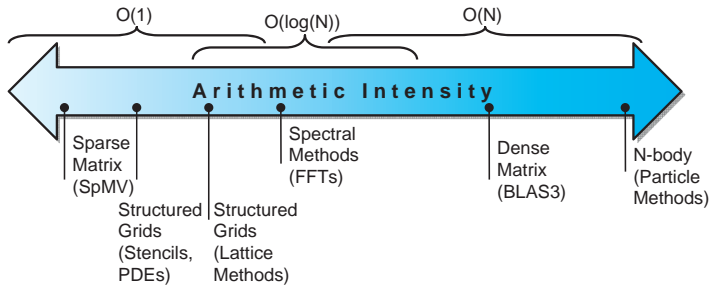 O(1)
O(log(N))
O(N)
Arithmetic Intensity
Sparse
Matrix
(SpMV)
Structured
Grids
(Stencils,
PDEs)
Structured
Grids
(Lattice
Methods)
Spectral
Methods
(FFTs)
Dense
Matrix
(BLAS3)
N-body
(Particle
Methods)